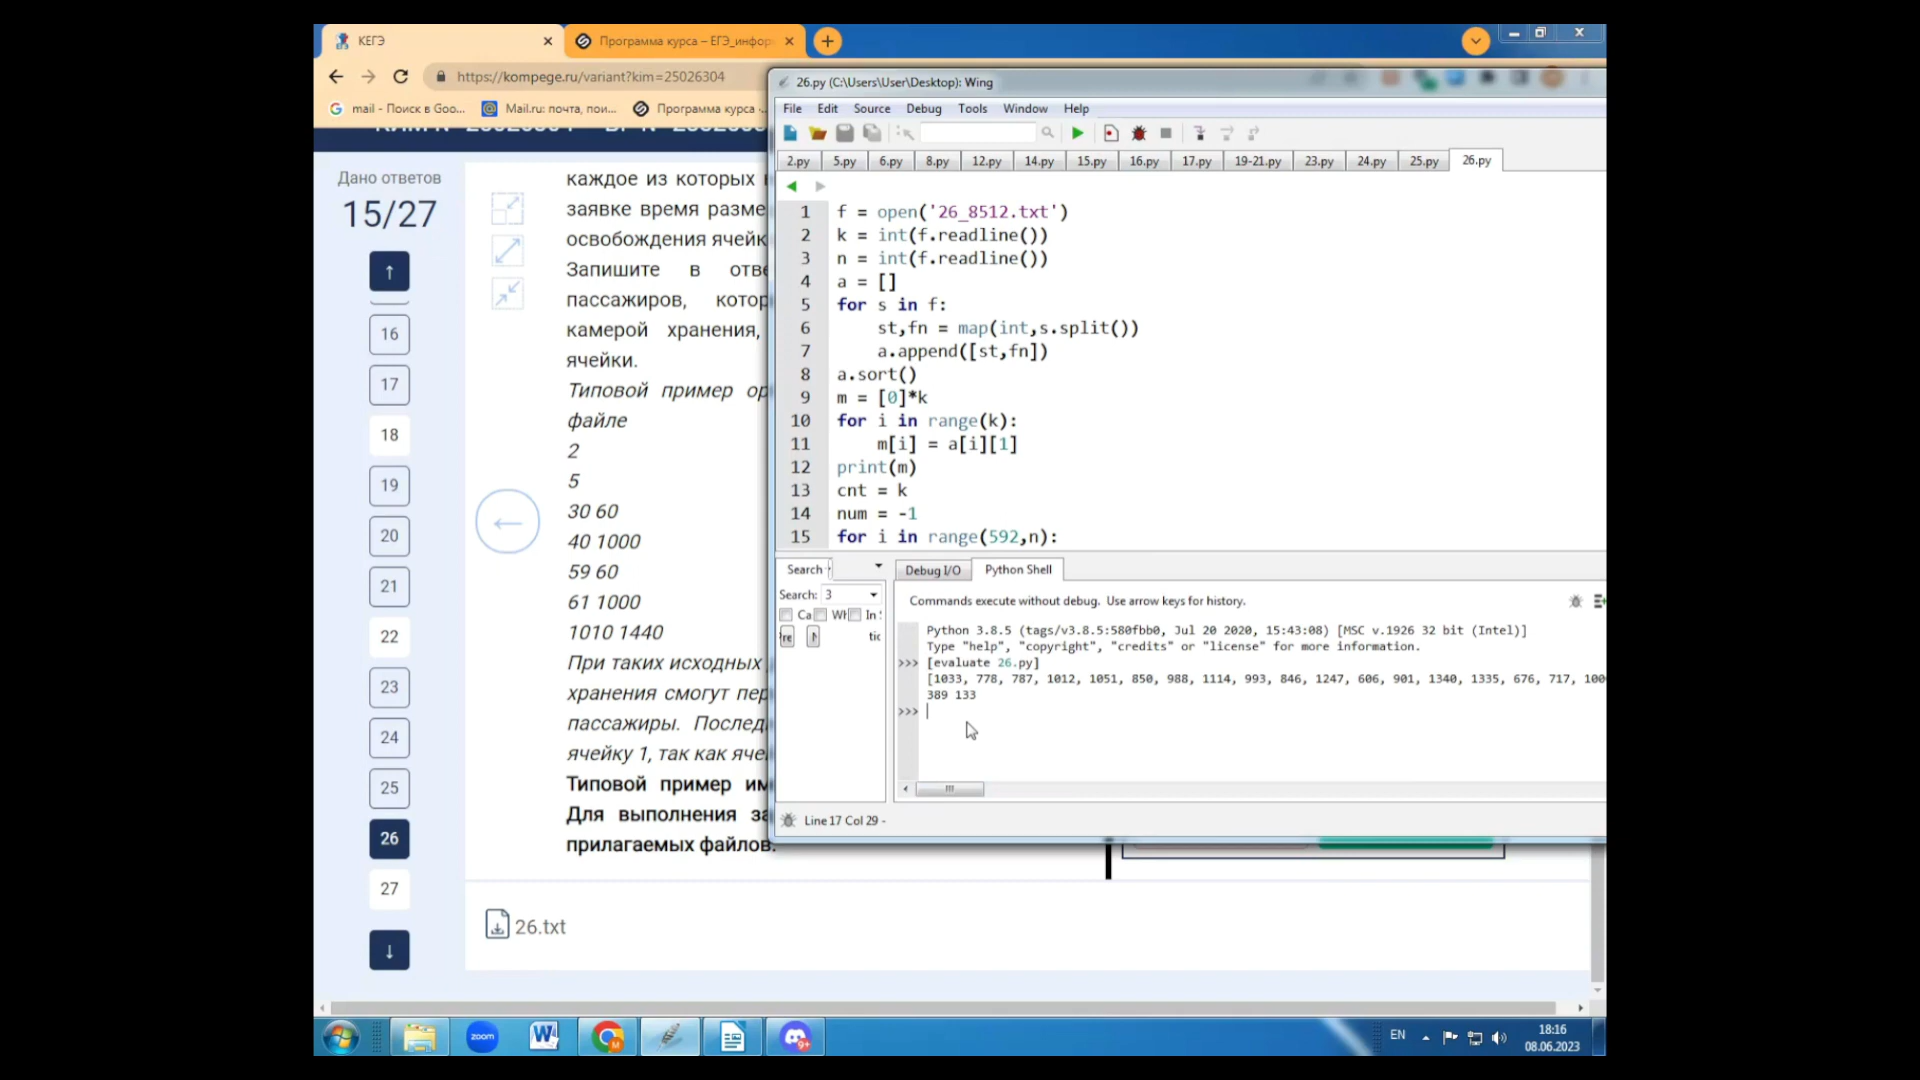 КЕГЭ
Программа курса – ЕГЭ_инфор
https://kompege.ru/variant?kim=25026304
mail - Поиск в Goo...
Mail.ru: почта, пои...
Программа курса -
Дано ответов
15/27
16
17
18
19
20
21
22
23
24
25
26
27
каждое из которых
заявке время разме
освобождения ячейк
Запишите в отве
пассажиров, котор
камерой хранения,
ячейки.
Типовой пример ор
файле
2
5
30 60
40 1000
59 60
61 1000
1010 1440
При таких исходных
хранения смогут пер
пассажиры. Послед
ячейку 1, так как яче
Типовой пример им
Для выполнения за
прилагаемых файлов.
26.txt
26.py (C:\Users\User\Desktop): Wing
File Edit Source Debug Tools Window Help
2.py 5.py 6.py 8.py 12.py 14.py 15.py 16.py 17.py 19-21.py 23.py 24.py 25.py 26.py
1 f = open('26_8512.txt')
2 k = int(f.readline())
3 n = int(f.readline())
4 a = []
5 for s in f:
6 st,fn = map(int,s.split())
7 a.append([st,fn])
8 a.sort()
9 m = [0]*k
10 for i in range(k):
11 m[i] = a[i][1]
12 print(m)
13 cnt = k
14 num = -1
15 for i in range(592,n):
Search
Search: 3
Ca Wh In
re tic
Debug I/O Python Shell
Commands execute without debug. Use arrow keys for history.
Python 3.8.5 (tags/v3.8.5:580fbb0, Jul 20 2020, 15:43:08) [MSC v.1926 32 bit (Intel)]
Type "help", "copyright", "credits" or "license" for more information.
>>> [evaluate 26.py]
[1033, 778, 787, 1012, 1051, 850, 988, 1114, 993, 846, 1247, 606, 901, 1340, 1335, 676, 717, 100
389 133
>>>
Line 17 Col 29 -
zoom
EN
18:16
08.06.2023